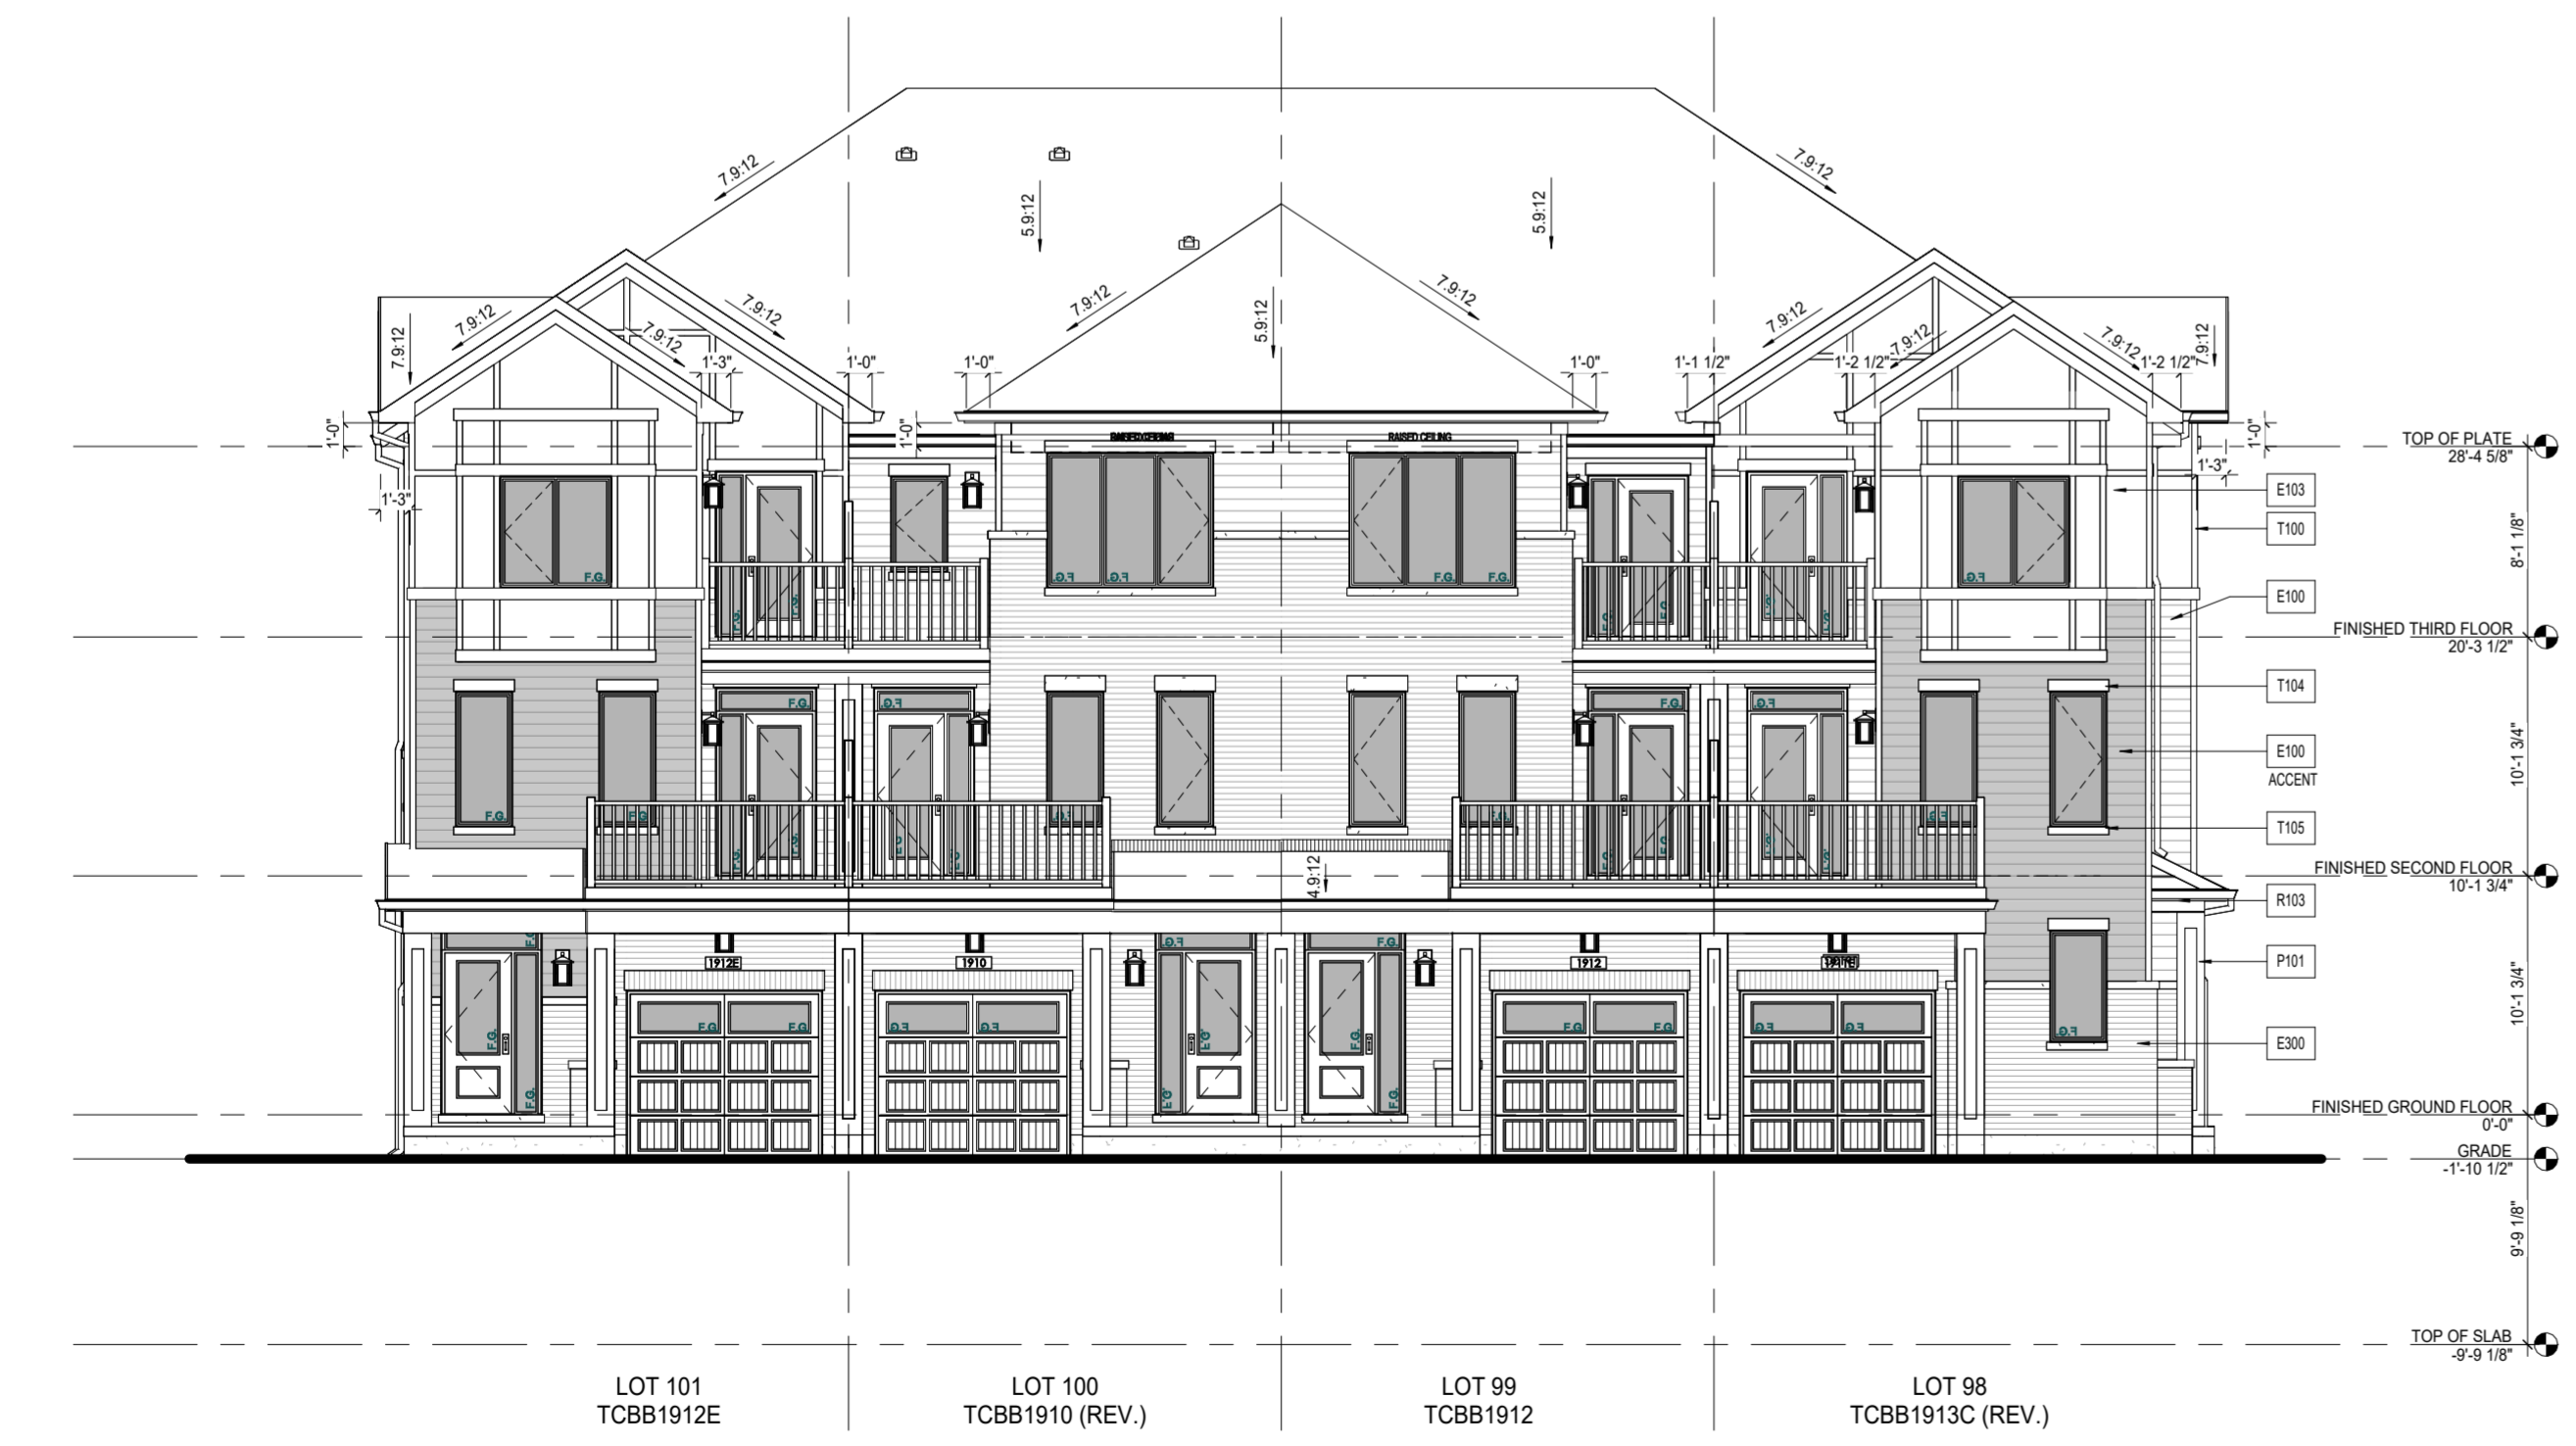 7.9:12
7.9:12
5.9:12
5.9:12
7.9:12
7.9:12
7.9:12
7.9:12
7.9:12
7.9:12
5.9:12
7.9:12
7.9:12
7.9:12
7.9:12
7.9:12
1'-3"
1'-0"
1'-0"
1'-0"
1'-1 1/2"
1'-2 1/2"
1'-2 1/2"
1'-0"
1'-0"
1'-0"
RAISED CEILING
RAISED CEILING
TOP OF PLATE
28'-4 5/8"
1'-3"
1'-3"
E103
T100
8'-1 1/8"
F.G.
F.G.
F.G.
F.G.
F.G.
F.G.
E100
F.G.
F.G.
F.G.
F.G.
F.G.
F.G.
FINISHED THIRD FLOOR
20'-3 1/2"
T104
F.G.
F.G.
F.G.
F.G.
E100
ACCENT
10'-1 3/4"
F.G.
F.G.
F.G.
F.G.
F.G.
F.G.
F.G.
F.G.
F.G.
F.G.
F.G.
F.G.
F.G.
T105
4.9:12
FINISHED SECOND FLOOR
10'-1 3/4"
R103
F.G.
F.G.
F.G.
1912E
1910
1912
P101
10'-1 3/4"
F.G.
F.G.
F.G.
F.G.
F.G.
F.G.
F.G.
F.G.
F.G.
F.G.
F.G.
F.G.
F.G.
E300
F.G.
F.G.
F.G.
FINISHED GROUND FLOOR
0'-0"
GRADE
-1'-10 1/2"
9'-9 1/8"
TOP OF SLAB
-9'-9 1/8"
LOT 101
TCBB1912E
LOT 100
TCBB1910 (REV.)
LOT 99
TCBB1912
LOT 98
TCBB1913C (REV.)